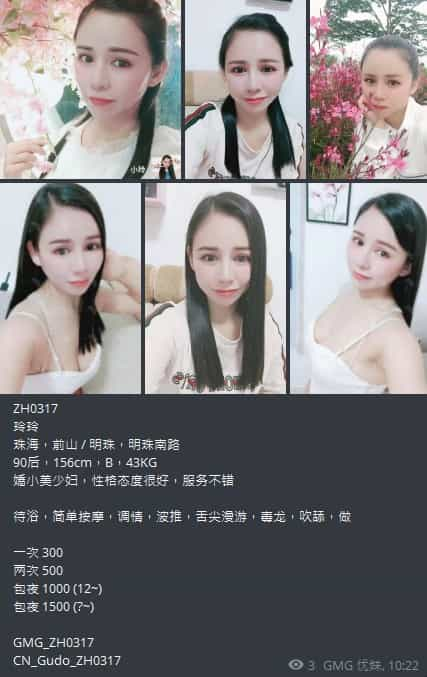 小玲
ZH0317
玲玲
珠海，前山 / 明珠，明珠南路
90后，156cm，B，43KG
娇小美少妇，性格态度很好，服务不错
待浴，简单按摩，调情，波推，舌尖漫游，毒龙，吹舔，做
一次 300
两次 500
包夜 1000 (12~)
包夜 1500 (?~)
GMG_ZH0317
CN_Gudo_ZH0317
3 GMG 优妹, 10:22